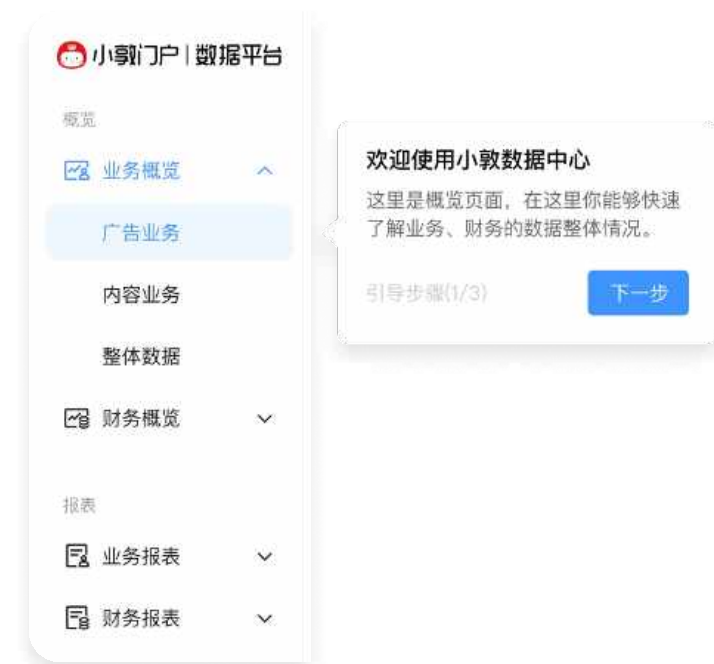 小敦门户 | 数据平台
概览
业务概览
广告业务
内容业务
整体数据
财务概览
报表
业务报表
财务报表
欢迎使用小敦数据中心
这里是概览页面，在这里你能够快速
了解业务、财务的数据整体情况。
引导步骤(1/3)
下一步